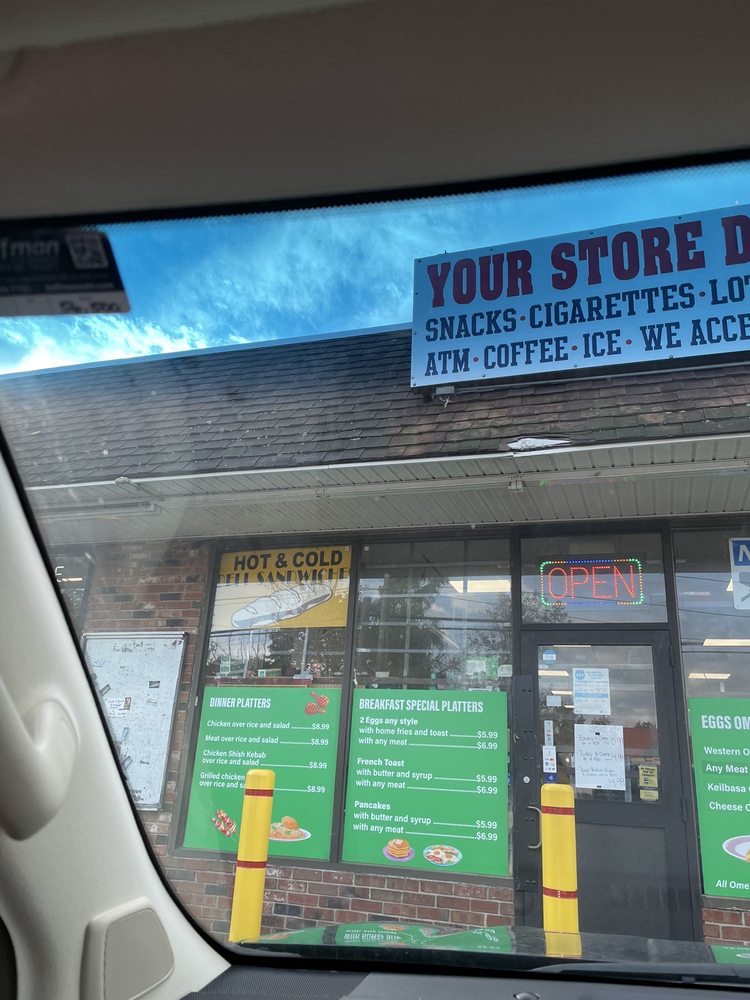 YOUR STORE D
SNACKS · CIGARETTES · LOT
ATM · COFFEE · ICE · WE ACCE
HOT & COLD
DELI SANDWICHE
OPEN
DINNER PLATTERS
Chicken over rice and salad ..........$8.99
Meat over rice and salad ..........$8.99
Chicken Shish Kebab
over rice and salad ..........$8.99
Grilled chicken
over rice and sal ..........$8.99
BREAKFAST SPECIAL PLATTERS
2 Eggs any style
with home fries and toast ..........$5.99
with any meat ..........$6.99
French Toast
with butter and syrup ..........$5.99
with any meat ..........$6.99
Pancakes
with butter and syrup ..........$5.99
with any meat ..........$6.99
EGGS OM
Western O
Any Meat
Keilbasa
Cheese O
All Ome